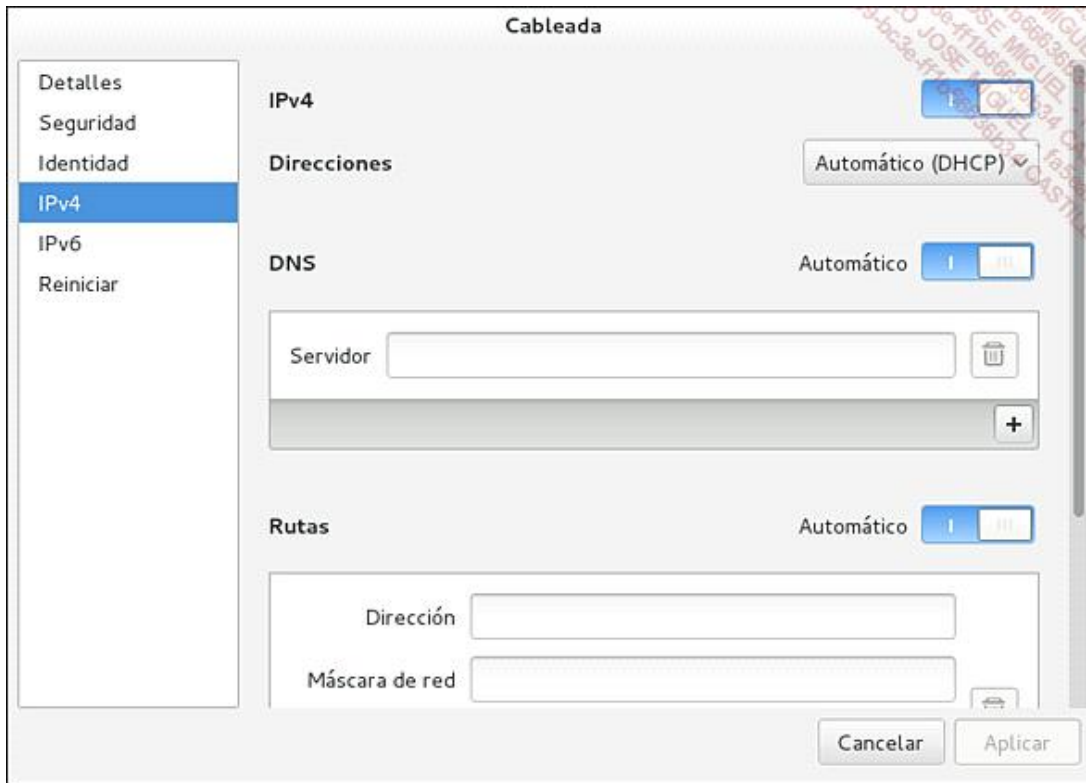 Cableada
Detalles
Seguridad
Identidad
IPv4
IPv6
Reiniciar
IPv4
Direcciones
Automático (DHCP)
DNS
Automático
Servidor
+
Rutas
Automático
Dirección
Máscara de red
Cancelar
Aplicar